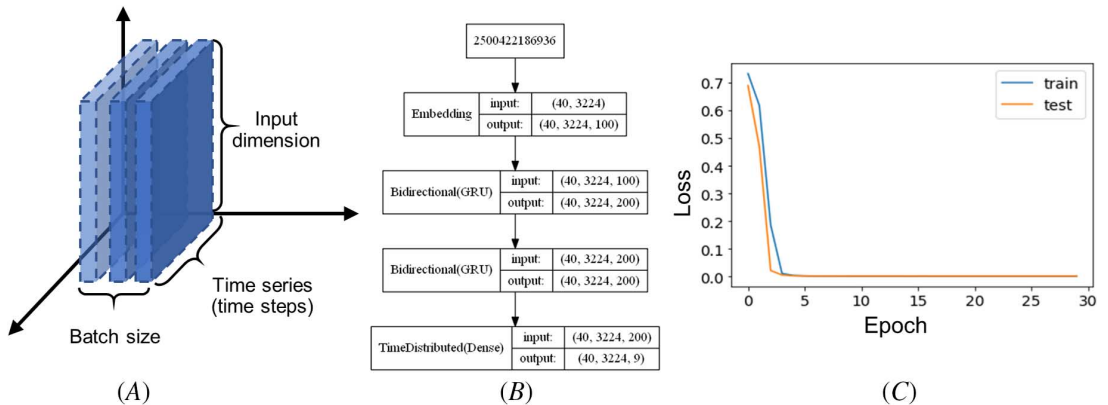 Input
dimension
Time series
(time steps)
Batch size
(A)
2500422186936
Embedding
input: (40, 3224)
output: (40, 3224, 100)
Bidirectional(GRU)
input: (40, 3224, 100)
output: (40, 3224, 200)
Bidirectional(GRU)
input: (40, 3224, 200)
output: (40, 3224, 200)
TimeDistributed(Dense)
input: (40, 3224, 200)
output: (40, 3224, 9)
(B)
train
test
0.7
0.6
0.5
0.4
0.3
0.2
0.1
0.0
Loss
0 5 10 15 20 25 30
Epoch
(C)